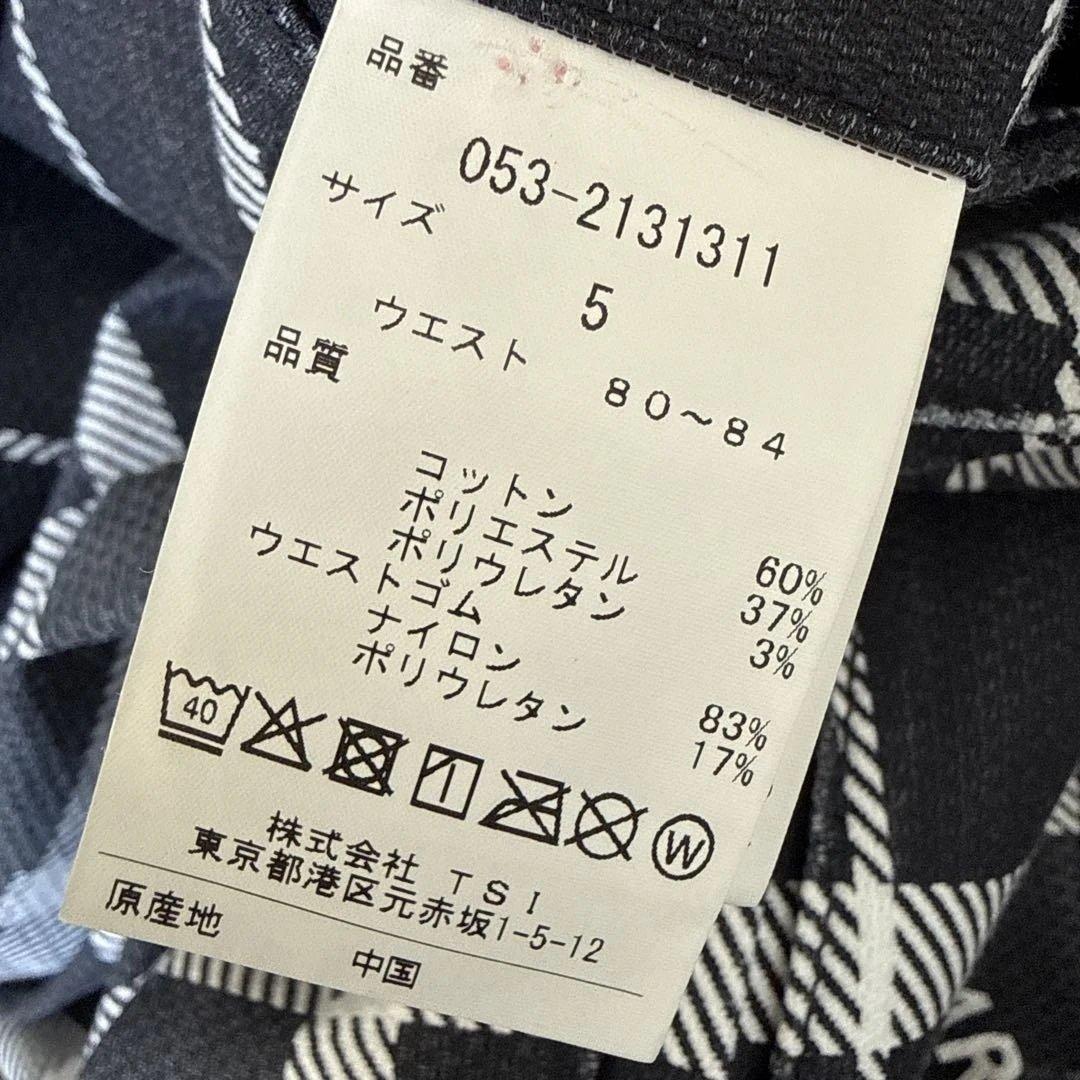 品番
053-2131311
サイズ
5
ウエスト 80～84
品質
コットン 60%
ポリエステル 37%
ポリウレタン 3%
ウエストゴム
ナイロン 83%
ポリウレタン 17%
40
W
株式会社 TSI
東京都港区元赤坂1-5-12
原産地
中国